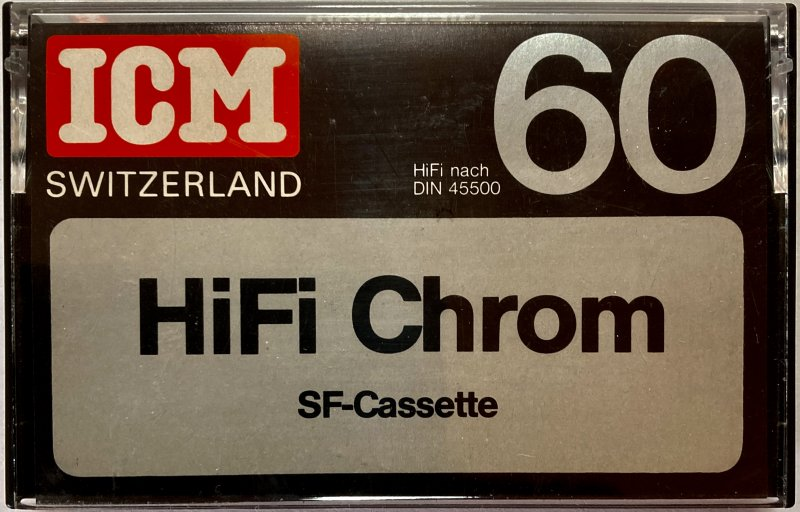 ICM
SWITZERLAND
HiFi nach
DIN 45500
60
HiFi Chrom
SF-Cassette